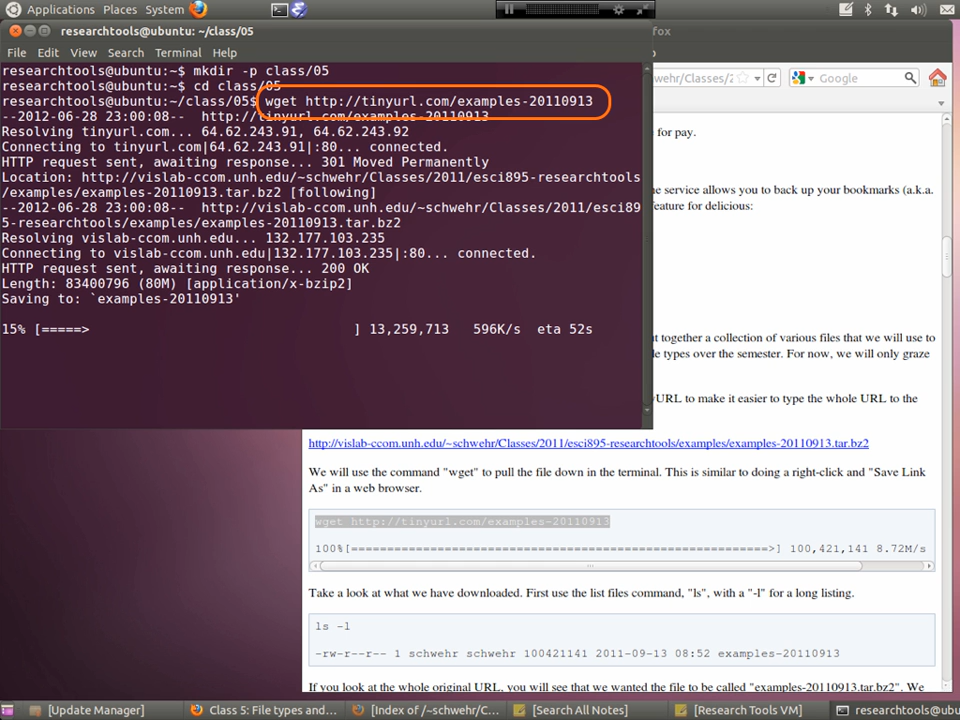 Applications Places System
researchtools@ubuntu: ~/class/05
fox
File Edit View Search Terminal Help
researchtools@ubuntu:~$ mkdir -p class/05
researchtools@ubuntu:~$ cd class/05
researchtools@ubuntu:~/class/05$ wget http://tinyurl.com/examples-20110913
--2012-06-28 23:00:08-- http://tinyurl.com/examples-20110913
Resolving tinyurl.com... 64.62.243.91, 64.62.243.92
Connecting to tinyurl.com|64.62.243.91|:80... connected.
HTTP request sent, awaiting response... 301 Moved Permanently
Location: http://vislab-ccom.unh.edu/~schwehr/Classes/2011/esci895-researchtools
/examples/examples-20110913.tar.bz2 [following]
--2012-06-28 23:00:08-- http://vislab-ccom.unh.edu/~schwehr/Classes/2011/esci89
5-researchtools/examples/examples-20110913.tar.bz2
Resolving vislab-ccom.unh.edu... 132.177.103.235
Connecting to vislab-ccom.unh.edu|132.177.103.235|:80... connected.
HTTP request sent, awaiting response... 200 OK
Length: 83400796 (80M) [application/x-bzip2]
Saving to: `examples-20110913'
15% [=====> ] 13,259,713 596K/s eta 52s
hwehr/Classes/2
Google
for pay.
ne service allows you to back up your bookmarks (a.k.a.
feature for delicious:
t together a collection of various files that we will use to
le types over the semester. For now, we will only graze
yURL to make it easier to type the whole URL to the
http://vislab-ccom.unh.edu/~schwehr/Classes/2011/esci895-researchtools/examples/examples-20110913.tar.bz2
We will use the command "wget" to pull the file down in the terminal. This is similar to doing a right-click and "Save Link
As" in a web browser.
wget http://tinyurl.com/examples-20110913
100%[==========================================================>] 100,421,141 8.72M/s
Take a look at what we have downloaded. First use the list files command, "ls", with a "-l" for a long listing.
ls -l
-rw-r--r-- 1 schwehr schwehr 100421141 2011-09-13 08:52 examples-20110913
If you look at the whole original URL, you will see that we wanted the file to be called "examples-20110913.tar.bz2". We
[Update Manager]
Class 5: File types and...
[Index of /~schwehr/C...
[Search All Notes]
[Research Tools VM]
researchtools@ubu